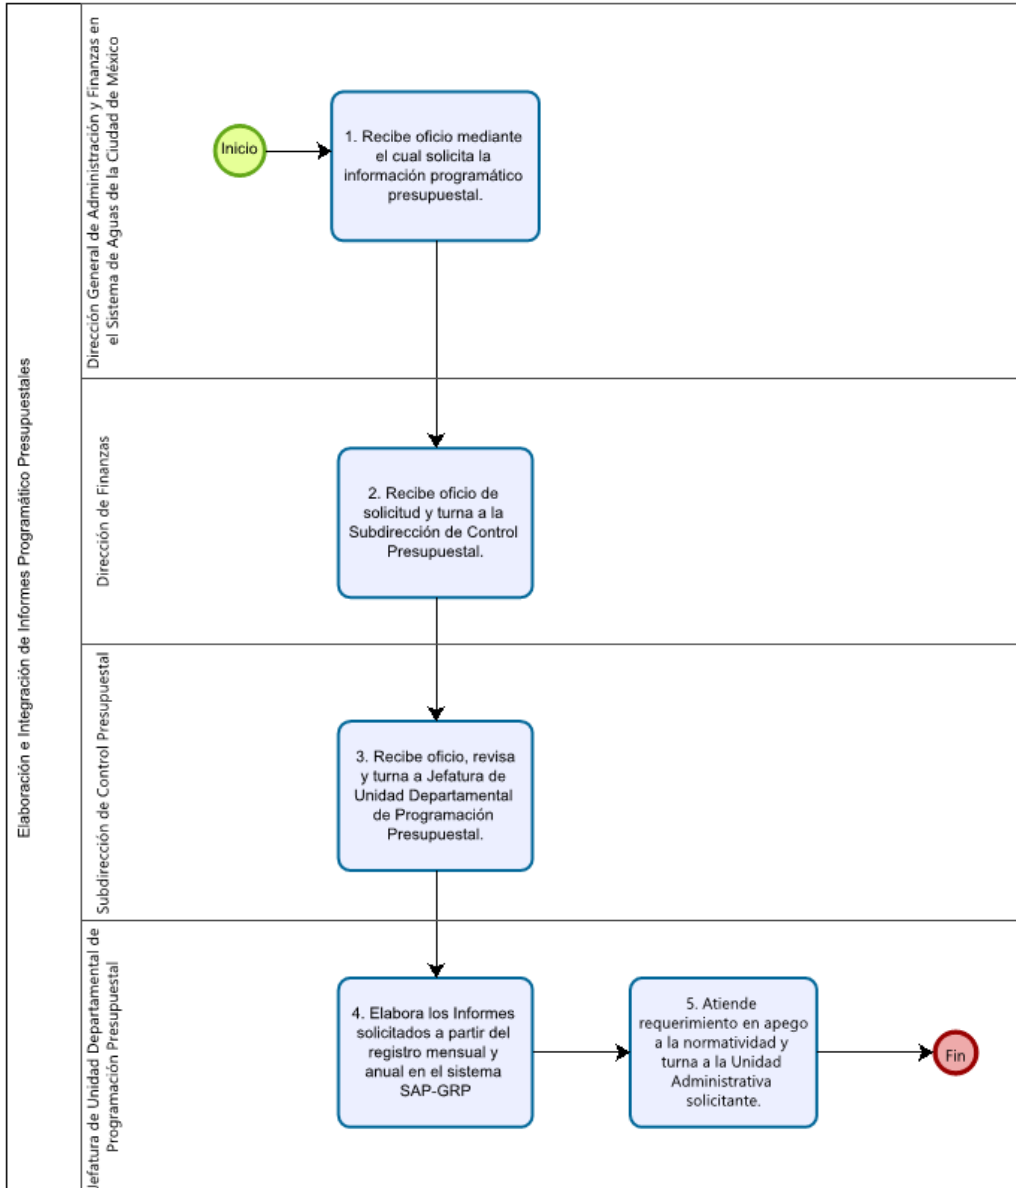 Elaboración e Integración de Informes Programático Presupuestales
Dirección General de Administración y Finanzas en
el Sistema de Aguas de la Ciudad de México
Inicio
1. Recibe oficio mediante
el cual solicita la
información programático
presupuestal.
Dirección de Finanzas
2. Recibe oficio de
solicitud y turna a la
Subdirección de Control
Presupuestal.
Subdirección de Control Presupuestal
3. Recibe oficio, revisa
y turna a Jefatura de
Unidad Departamental
de Programación
Presupuestal.
Jefatura de Unidad Departamental de
Programación Presupuestal
4. Elabora los Informes
solicitados a partir del
registro mensual y
anual en el sistema
SAP-GRP
5. Atiende
requerimiento en apego
a la normatividad y
turna a la Unidad
Administrativa
solicitante.
Fin